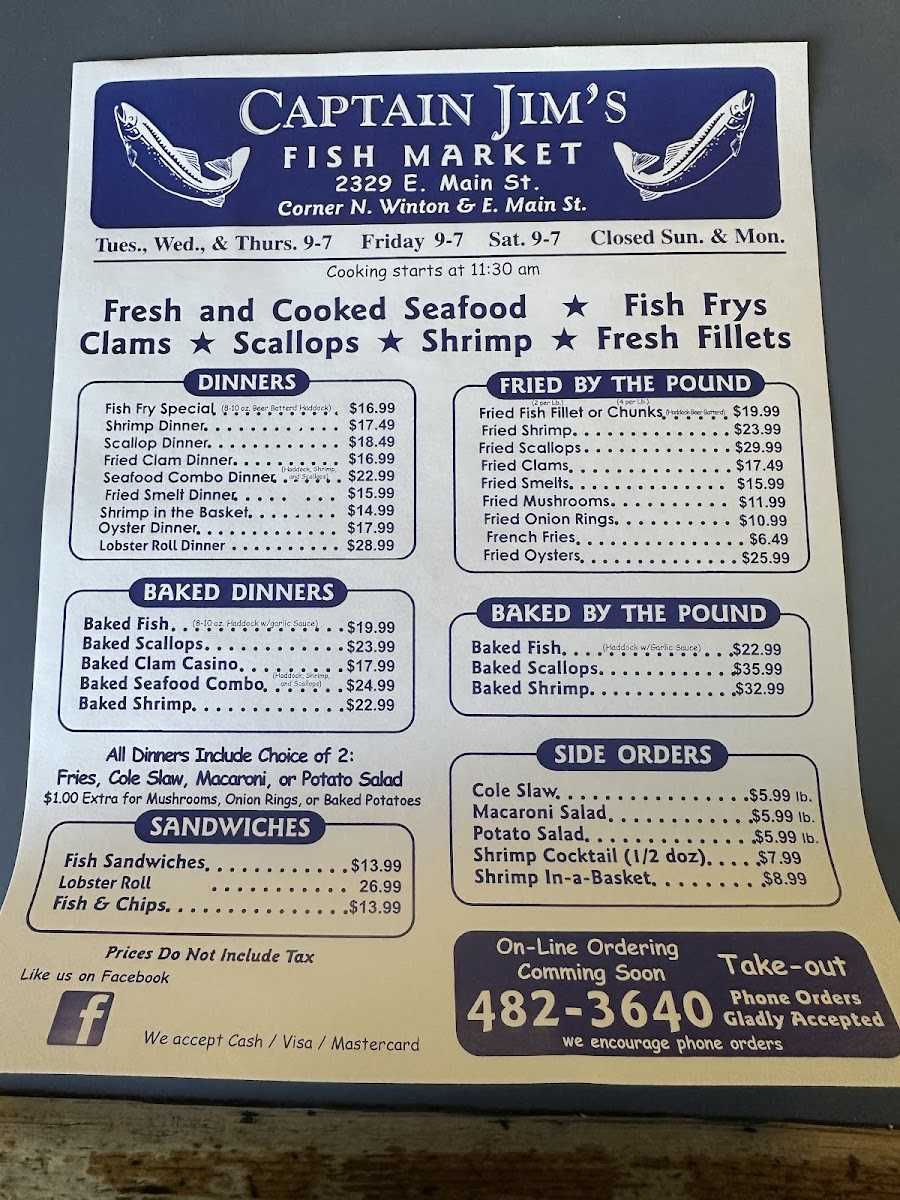 CAPTAIN JIM'S
FISH MARKET
2329 E. Main St.
Corner N. Winton & E. Main St.
Tues., Wed., & Thurs. 9-7 Friday 9-7 Sat. 9-7 Closed Sun. & Mon.
Cooking starts at 11:30 am
Fresh and Cooked Seafood ★ Fish Frys
Clams ★ Scallops ★ Shrimp ★ Fresh Fillets
DINNERS
Fish Fry Special (8-10 oz. Beer Batterd Haddock) $16.99
Shrimp Dinner $17.49
Scallop Dinner $18.49
Fried Clam Dinner $16.99
Seafood Combo Dinner (Haddock, Shrimp, and Scallops) $22.99
Fried Smelt Dinner $15.99
Shrimp in the Basket $14.99
Oyster Dinner $17.99
Lobster Roll Dinner $28.99
FRIED BY THE POUND
(2 per Lb.) (4 per Lb.)
Fried Fish Fillet or Chunks (Haddock-Beer-Batterd) $19.99
Fried Shrimp $23.99
Fried Scallops $29.99
Fried Clams $17.49
Fried Smelts $15.99
Fried Mushrooms $11.99
Fried Onion Rings $10.99
French Fries $6.49
Fried Oysters $25.99
BAKED DINNERS
Baked Fish (8-10 oz. Haddock w/garlic Sauce) $19.99
Baked Scallops $23.99
Baked Clam Casino $17.99
Baked Seafood Combo (Haddock, Shrimp, and Scallops) $24.99
Baked Shrimp $22.99
BAKED BY THE POUND
Baked Fish (Haddock w/Garlic Sauce) $22.99
Baked Scallops $35.99
Baked Shrimp $32.99
All Dinners Include Choice of 2:
Fries, Cole Slaw, Macaroni, or Potato Salad
$1.00 Extra for Mushrooms, Onion Rings, or Baked Potatoes
SIDE ORDERS
Cole Slaw $5.99 lb.
Macaroni Salad $5.99 lb.
Potato Salad $5.99 lb.
Shrimp Cocktail (1/2 doz) $7.99
Shrimp In-a-Basket $8.99
SANDWICHES
Fish Sandwiches $13.99
Lobster Roll 26.99
Fish & Chips $13.99
Prices Do Not Include Tax
Like us on Facebook
f
We accept Cash / Visa / Mastercard
On-Line Ordering
Comming Soon
482-3640
Take-out
Phone Orders
Gladly Accepted
we encourage phone orders